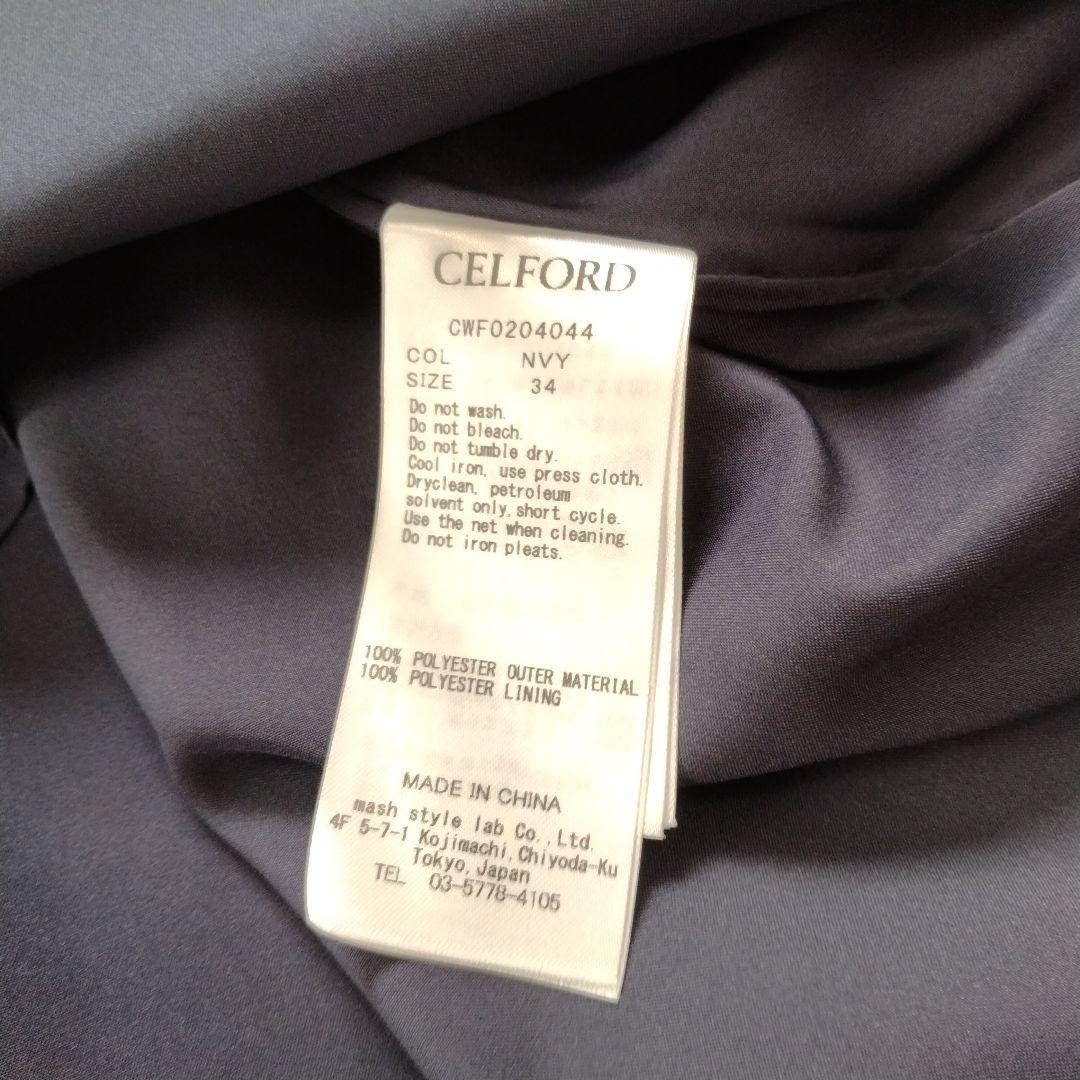 CELFORD
CWF0204044
COL NVY
SIZE 34
Do not wash.
Do not bleach.
Do not tumble dry.
Cool iron, use press cloth.
Dryclean, petroleum
solvent only,short cycle.
Use the net when cleaning.
Do not iron pleats.
100% POLYESTER OUTER MATERIAL
100% POLYESTER LINING
MADE IN CHINA
mash style lab Co.,Ltd.
4F 5-7-1 Kojimachi,Chiyoda-Ku
Tokyo,Japan
TEL 03-5778-4105